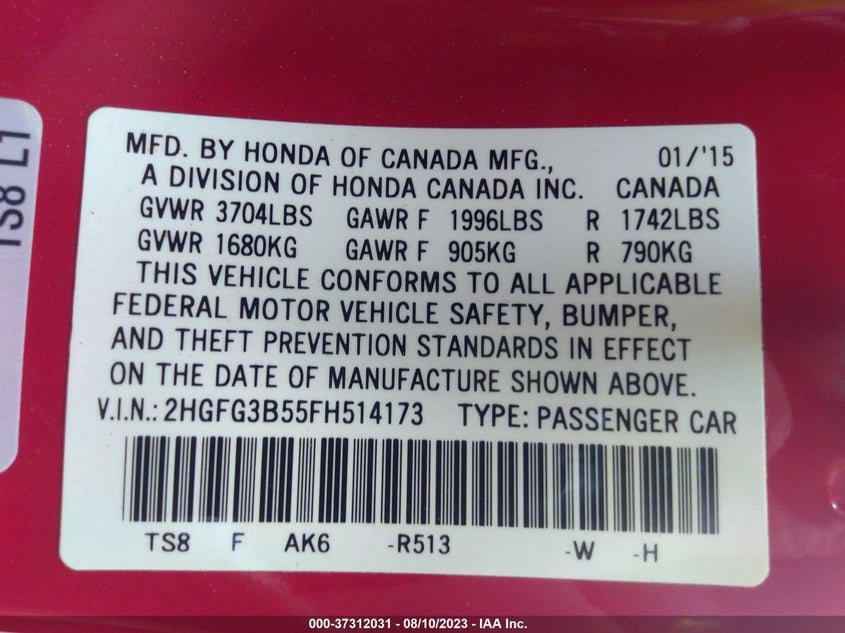 TS8 L1
MFD. BY HONDA OF CANADA MFG., 01/'15
A DIVISION OF HONDA CANADA INC. CANADA
GVWR 3704LBS GAWR F 1996LBS R 1742LBS
GVWR 1680KG GAWR F 905KG R 790KG
THIS VEHICLE CONFORMS TO ALL APPLICABLE
FEDERAL MOTOR VEHICLE SAFETY, BUMPER,
AND THEFT PREVENTION STANDARDS IN EFFECT
ON THE DATE OF MANUFACTURE SHOWN ABOVE.
V.I.N.: 2HGFG3B55FH514173 TYPE: PASSENGER CAR
TS8 F AK6 -R513 -W -H
000-37312031 - 08/10/2023 - IAA Inc.